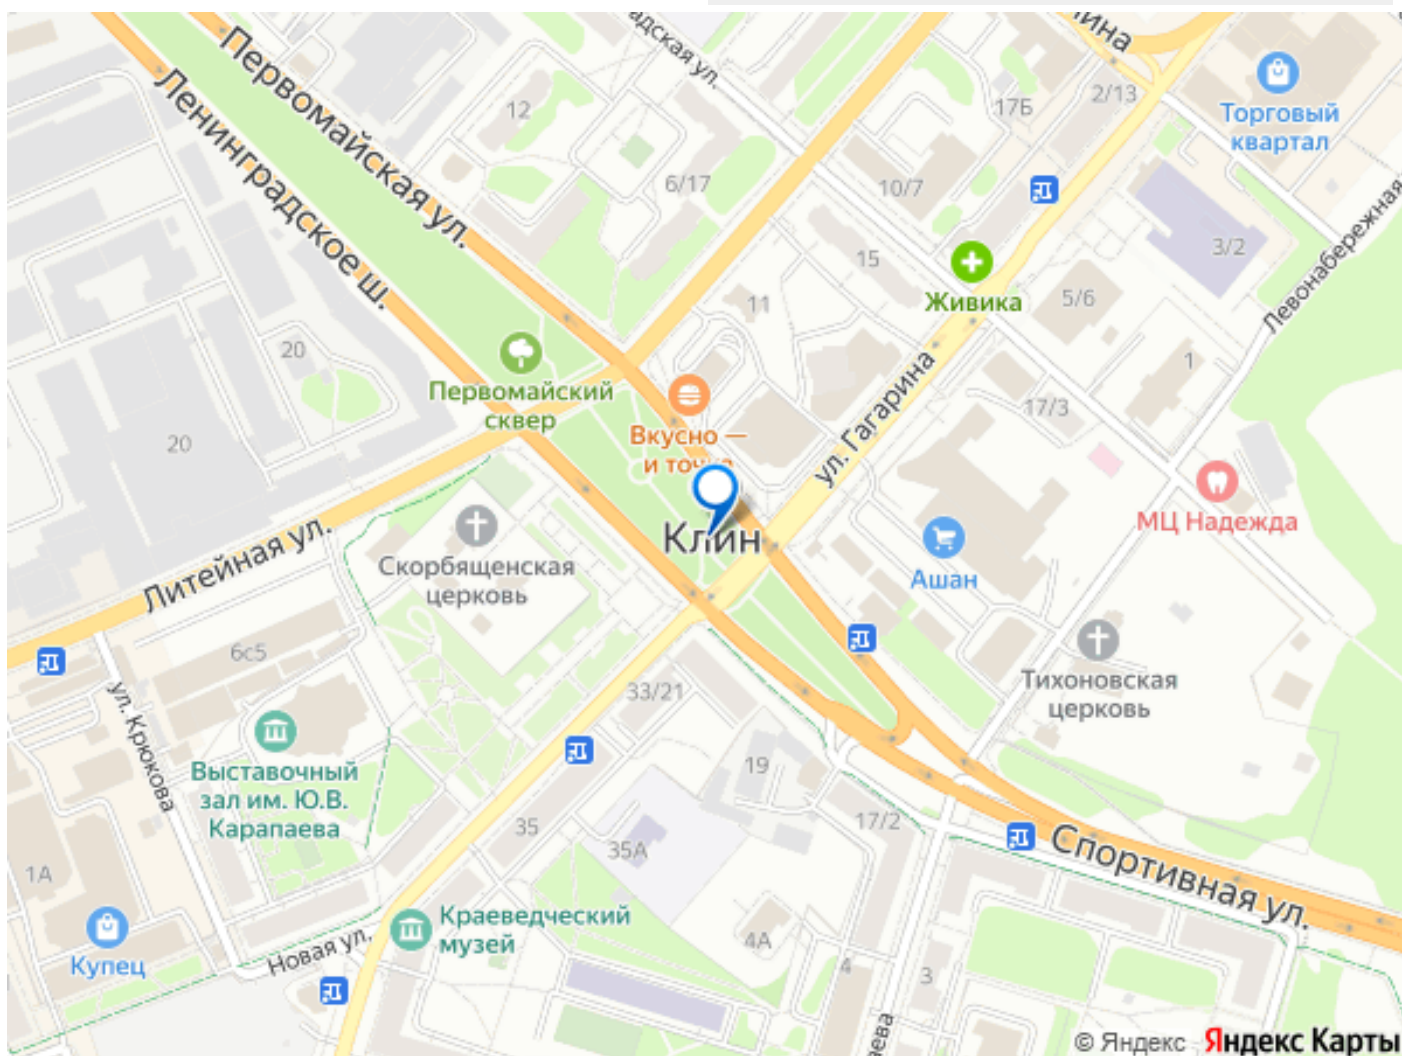 Первомайская ул.
Ленинградское ш.
12
6/17
17Б
2/13
10/7
Торговый
квартал
3/2
Левонабережная
15
Живика
5/6
11
1
20
20
Первомайский
сквер
Вкусно —
и точка
ул. Гагарина
17/3
МЦ Надежда
Клин
Скорбященская
церковь
Литейная ул.
Ашан
6с5
ул. Крюкова
33/21
Тихоновская
церковь
Выставочный
зал им. Ю.В.
Карапаева
19
35
35А
17/2
Спортивная ул.
1А
Купец
Новая ул.
Краеведческий
музей
4А
4
3
© Яндекс
Яндекс Карты